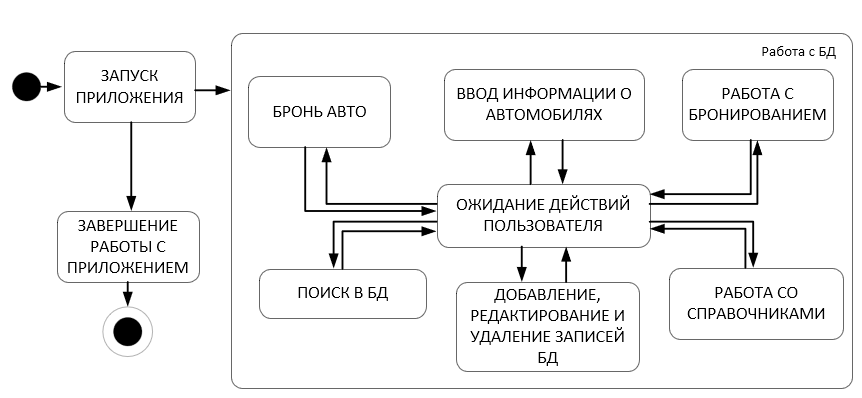 Работа с БД
ЗАПУСК
ПРИЛОЖЕНИЯ
БРОНЬ АВТО
ВВОД ИНФОРМАЦИИ О
АВТОМОБИЛЯХ
РАБОТА С
БРОНИРОВАНИЕМ
ОЖИДАНИЕ ДЕЙСТВИЙ
ПОЛЬЗОВАТЕЛЯ
ЗАВЕРШЕНИЕ
РАБОТЫ С
ПРИЛОЖЕНИЕМ
ПОИСК В БД
ДОБАВЛЕНИЕ,
РЕДАКТИРОВАНИЕ И
УДАЛЕНИЕ ЗАПИСЕЙ
БД
РАБОТА СО
СПРАВОЧНИКАМИ